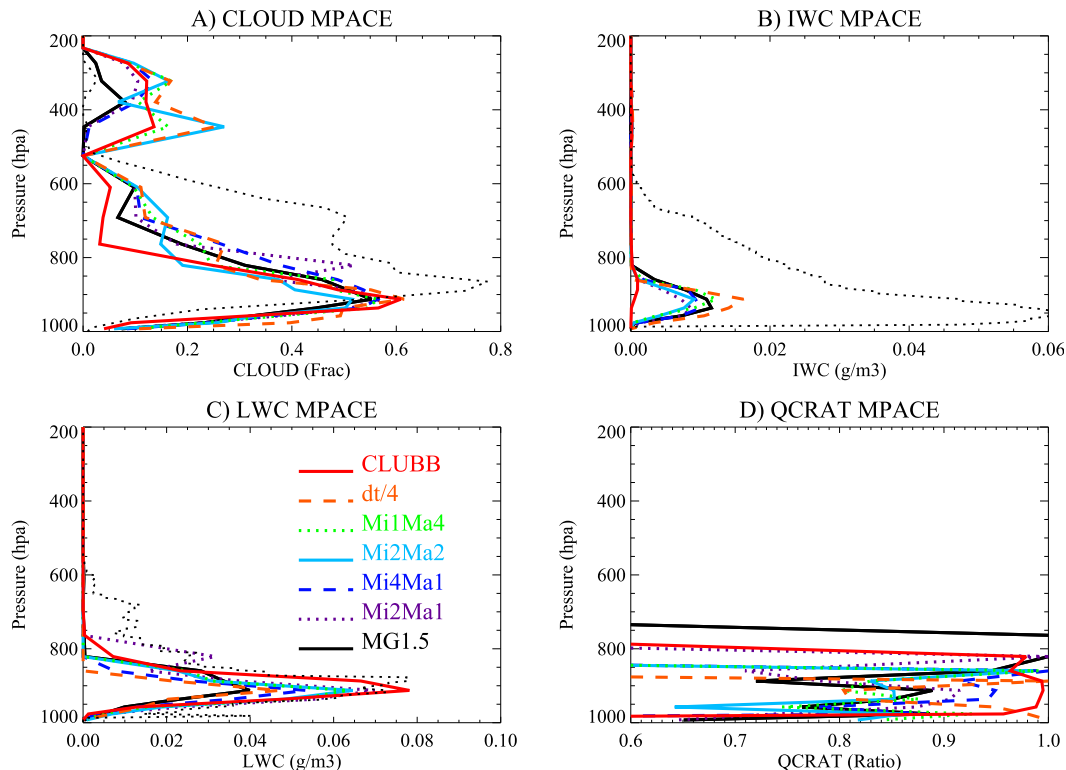 A) CLOUD MPACE
200
400
600
800
1000
Pressure (hpa)
0.0
0.2
0.4
0.6
0.8
CLOUD (Frac)
B) IWC MPACE
200
400
600
800
1000
Pressure (hpa)
0.00
0.02
0.04
0.06
IWC (g/m3)
C) LWC MPACE
200
400
600
800
1000
Pressure (hpa)
CLUBB
dt/4
Mi1Ma4
Mi2Ma2
Mi4Ma1
Mi2Ma1
MG1.5
0.00
0.02
0.04
0.06
0.08
0.10
LWC (g/m3)
D) QCRAT MPACE
200
400
600
800
1000
Pressure (hpa)
0.6
0.7
0.8
0.9
1.0
QCRAT (Ratio)